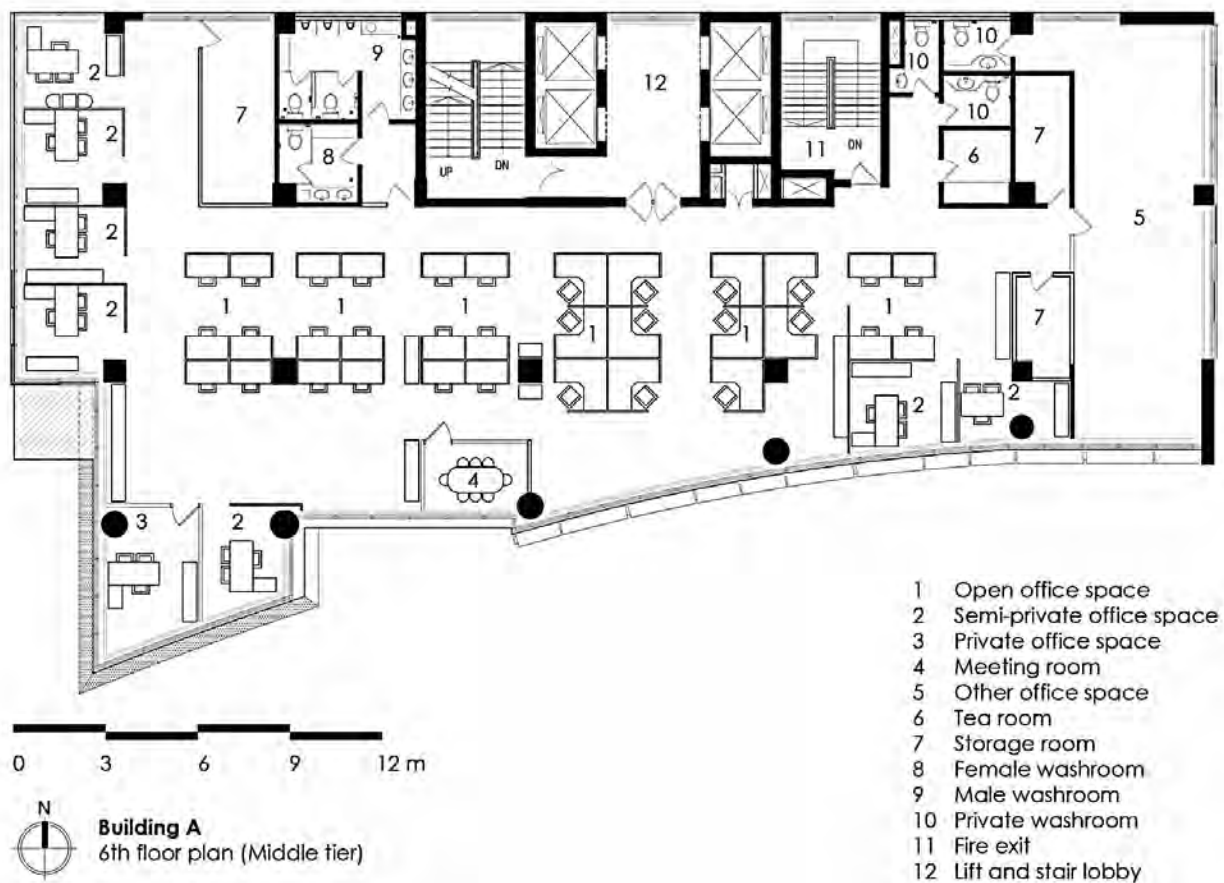 2
9
12
10
10
10
2
7
8
11
DN
6
7
UP
DN
5
2
2
1
1
1
1
1
1
7
2
2
4
3
2
1 Open office space
2 Semi-private office space
3 Private office space
4 Meeting room
5 Other office space
6 Tea room
7 Storage room
8 Female washroom
9 Male washroom
10 Private washroom
11 Fire exit
12 Lift and stair lobby
0 3 6 9 12 m
N
Building A
6th floor plan (Middle tier)